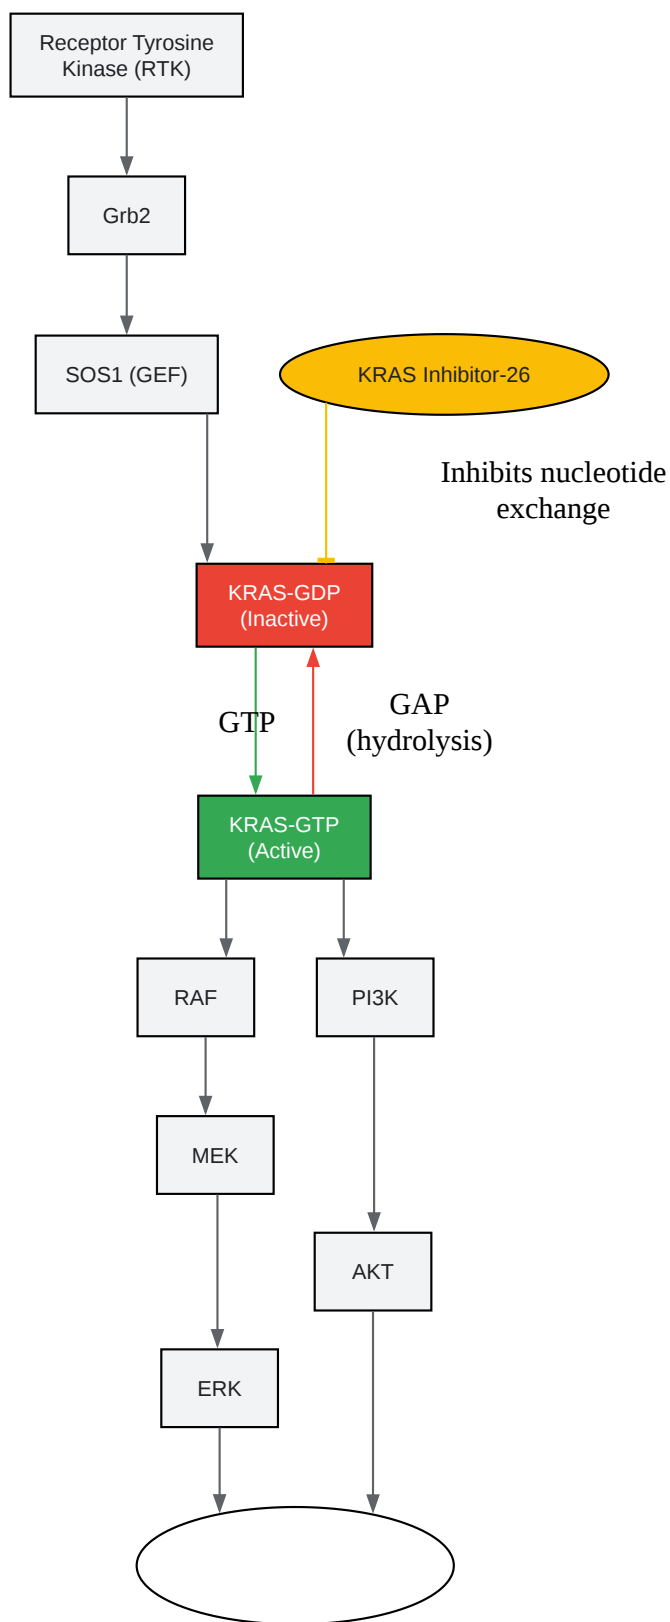 Receptor Tyrosine
Kinase (RTK)
Grb2
SOS1 (GEF)
KRAS Inhibitor-26
Inhibits nucleotide
exchange
KRAS-GDP
(Inactive)
GTP
GAP
(hydrolysis)
KRAS-GTP
(Active)
RAF
PI3K
MEK
AKT
ERK